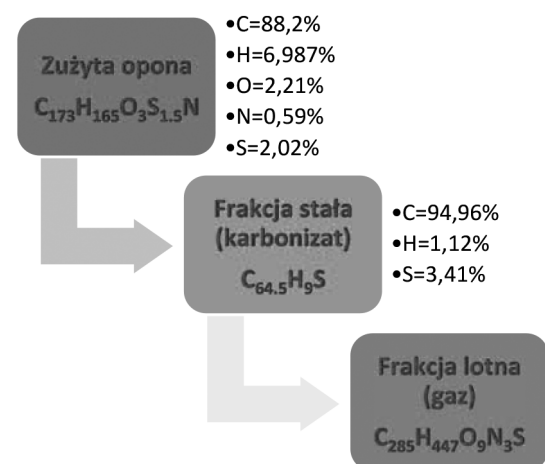 Zużyta opona
C₁₇₃H₁₆₅O₃S₁.₅N
•C=88,2%
•H=6,987%
•O=2,21%
•N=0,59%
•S=2,02%
Frakcja stała
(karbonizat)
C₆₄.₅H₉S
•C=94,96%
•H=1,12%
•S=3,41%
Frakcja lotna
(gaz)
C₂₈₅H₄₄₇O₉N₃S